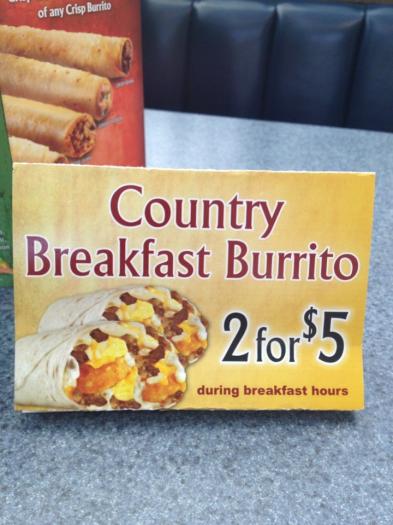 of any Crisp Burrito
Country
Breakfast Burrito
2 for $5
during breakfast hours